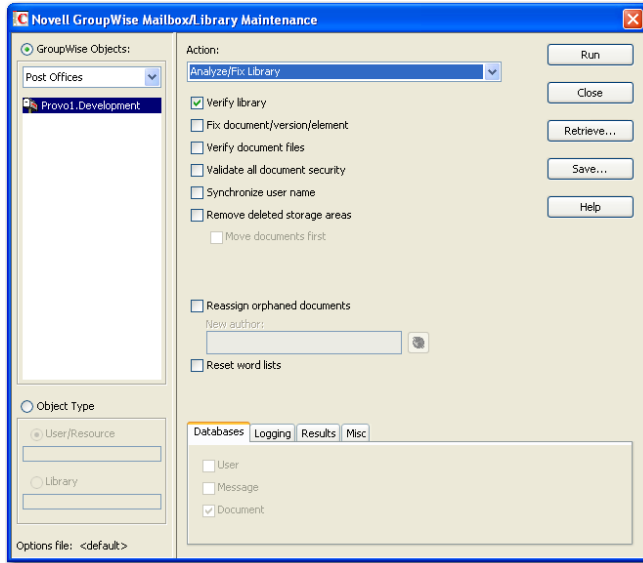 Novell GroupWise Mailbox/Library Maintenance
GroupWise Objects:
Post Offices
Provo1.Development
Object Type
User/Resource
Library
Options file: <default>
Action:
Analyze/Fix Library
Verify library
Fix document/version/element
Verify document files
Validate all document security
Synchronize user name
Remove deleted storage areas
Move documents first
Reassign orphaned documents
New author:
Reset word lists
Databases Logging Results Misc
User
Message
Document
Run
Close
Retrieve...
Save...
Help